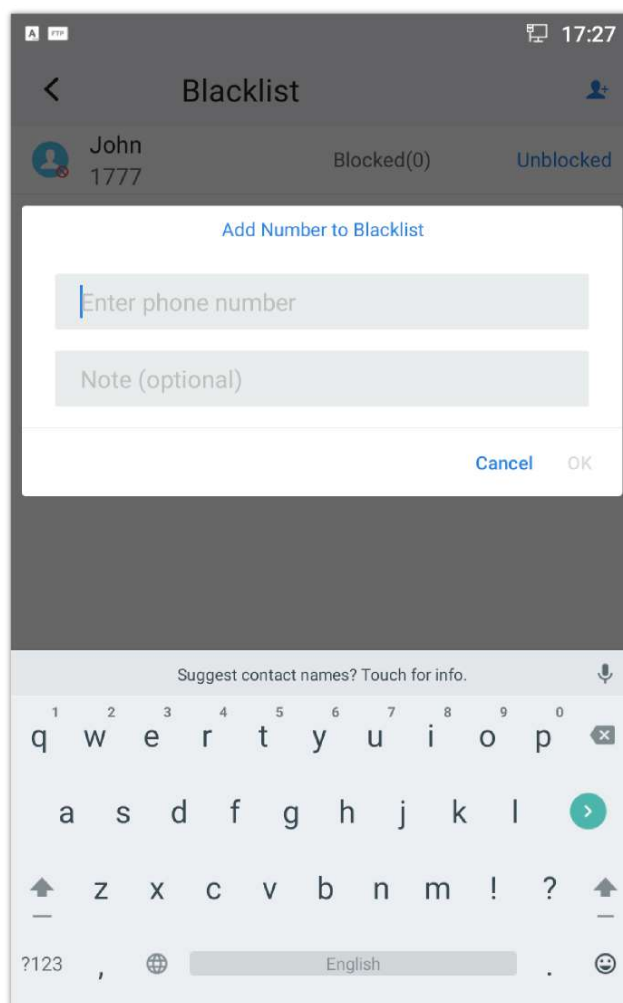 A FTP 17:27
Blacklist
John
1777
Blocked(0) Unblocked
Add Number to Blacklist
Enter phone number
Note (optional)
Cancel OK
Suggest contact names? Touch for info.
1 2 3 4 5 6 7 8 9 0
q w e r t y u i o p
a s d f g h j k l
z x c v b n m ! ?
?123 , English .